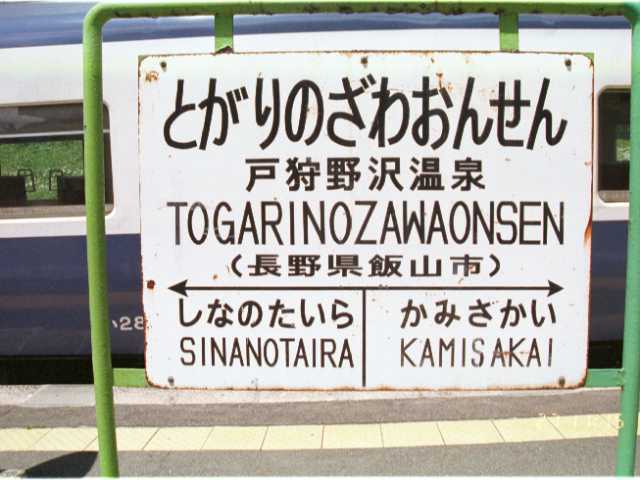 とがりのざわおんせん
戸狩野沢温泉
TOGARINOZAWAONSEN
(長野県飯山市)
しなのたいら かみさかい
SINANOTAIRA KAMISAKAI
28